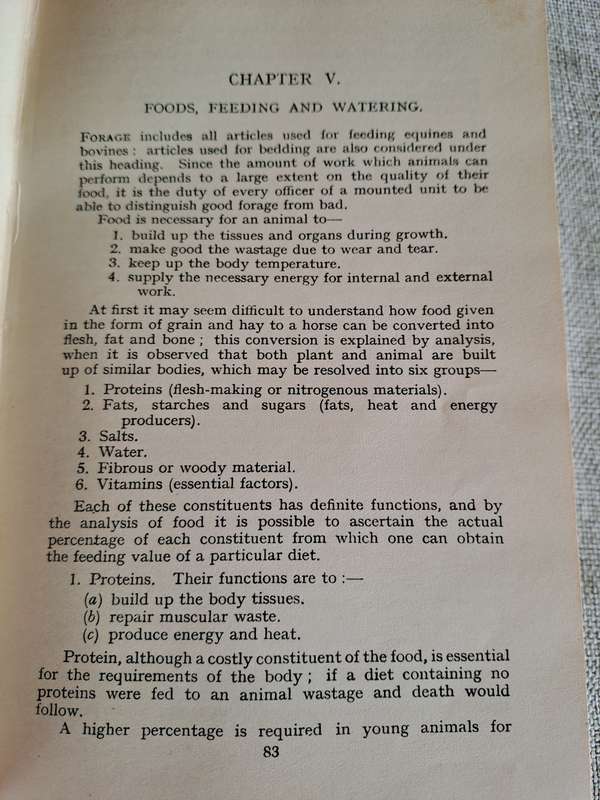 CHAPTER V.
FOODS, FEEDING AND WATERING.
FORAGE includes all articles used for feeding equines and
bovines : articles used for bedding are also considered under
this heading. Since the amount of work which animals can
perform depends to a large extent on the quality of their
food, it is the duty of every officer of a mounted unit to be
able to distinguish good forage from bad.
Food is necessary for an animal to—
1. build up the tissues and organs during growth.
2. make good the wastage due to wear and tear.
3. keep up the body temperature.
4. supply the necessary energy for internal and external
work.
At first it may seem difficult to understand how food given
in the form of grain and hay to a horse can be converted into
flesh, fat and bone ; this conversion is explained by analysis,
when it is observed that both plant and animal are built
up of similar bodies, which may be resolved into six groups—
1. Proteins (flesh-making or nitrogenous materials).
2. Fats, starches and sugars (fats, heat and energy
producers).
3. Salts.
4. Water.
5. Fibrous or woody material.
6. Vitamins (essential factors).
Each of these constituents has definite functions, and by
the analysis of food it is possible to ascertain the actual
percentage of each constituent from which one can obtain
the feeding value of a particular diet.
1. Proteins. Their functions are to :—
(a) build up the body tissues.
(b) repair muscular waste.
(c) produce energy and heat.
Protein, although a costly constituent of the food, is essential
for the requirements of the body ; if a diet containing no
proteins were fed to an animal wastage and death would
follow.
A higher percentage is required in young animals for
83